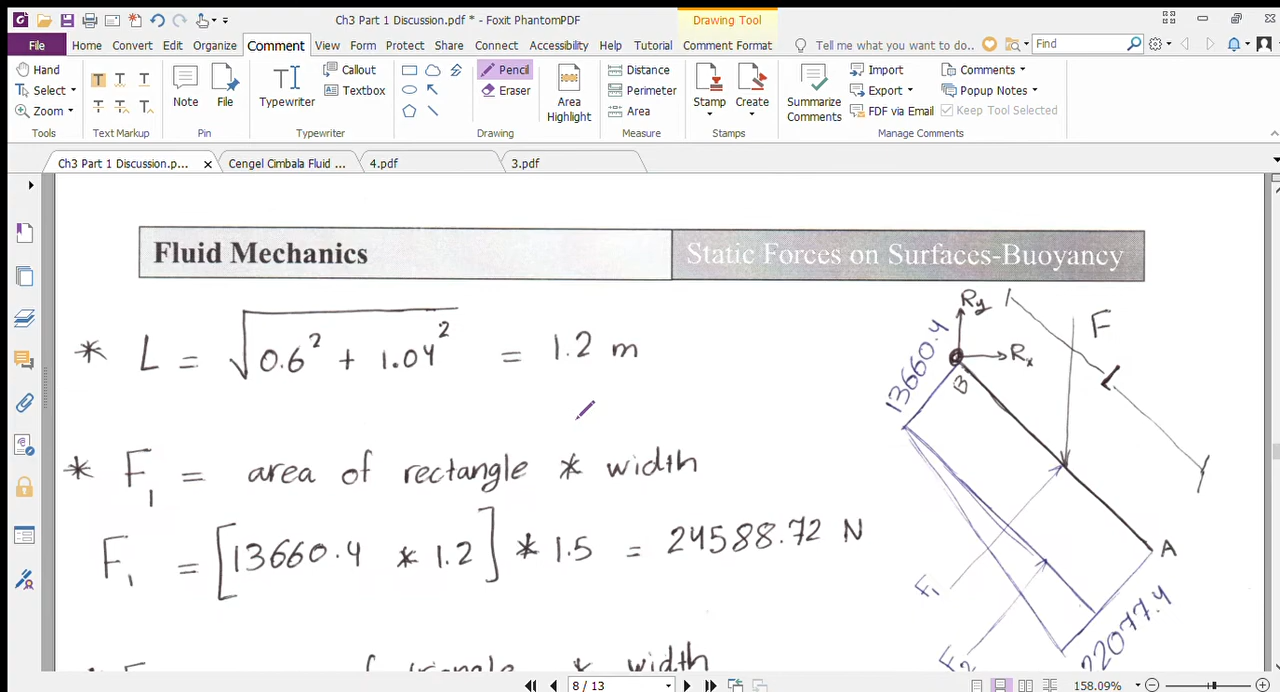 Ch3 Part 1 Discussion.pdf * - Foxit PhantomPDF
Drawing Tool
File Home Convert Edit Organize Comment View Form Protect Share Connect Accessibility Help Tutorial Comment Format Tell me what you want to do.. Find
Hand
Select
Zoom
Tools
Text Markup
Note
File
Pin
Typewriter
Callout
Textbox
Typewriter
Pencil
Eraser
Drawing
Area Highlight
Distance
Perimeter
Area
Measure
Stamp
Create
Stamps
Summarize Comments
Import
Export
FDF via Email
Comments
Popup Notes
Keep Tool Selected
Manage Comments
Ch3 Part 1 Discussion.p... × Cengel Cimbala Fluid ... 4.pdf 3.pdf
Fluid Mechanics
Static Forces on Surfaces-Buoyancy
* L = √0.6² + 1.04² = 1.2 m
* F₁ = area of rectangle * width
F₁ = [13660.4 * 1.2] * 1.5 = 24588.72 N
width
Ry
Rx
B
F
L
13660.4
A
F₁
F₂
22077.4
8 / 13
158.09%